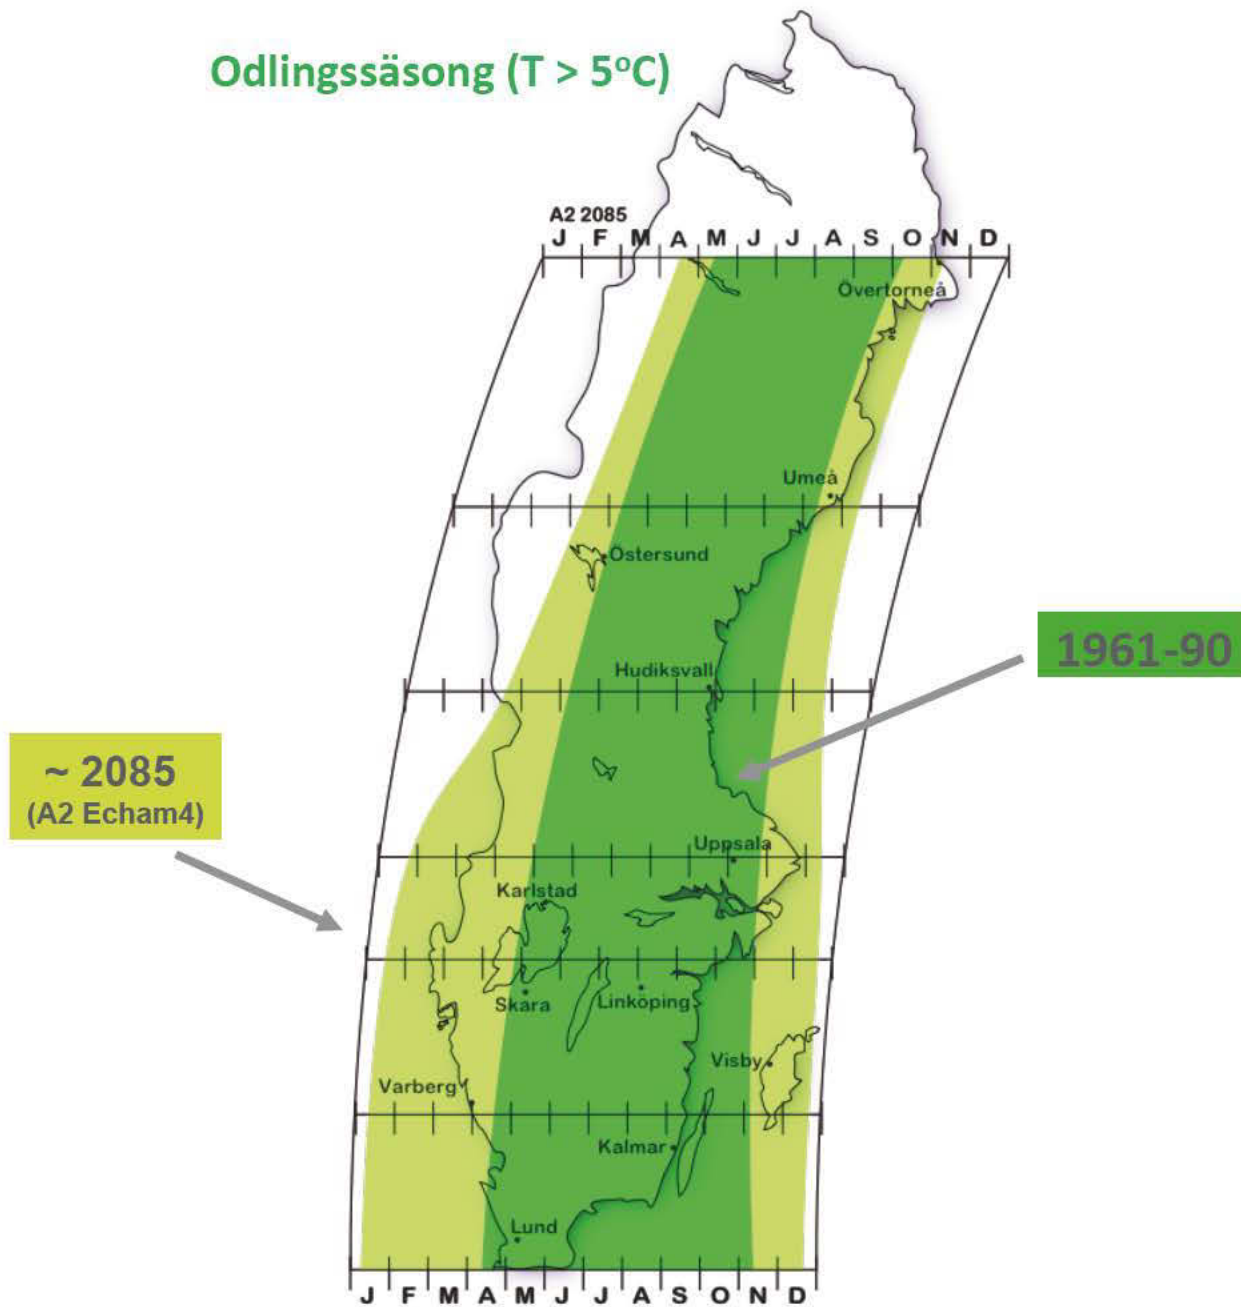 Odlingssäsong (T > 5°C)
A2 2085
J F M A M J J A S O N D
Övertorneå
Umeå
Östersund
Hudiksvall
1961-90
~ 2085
(A2 Echam4)
Uppsala
Karlstad
Skara
Linköping
Visby
Varberg
Kalmar
Lund
J F M A M J J A S O N D